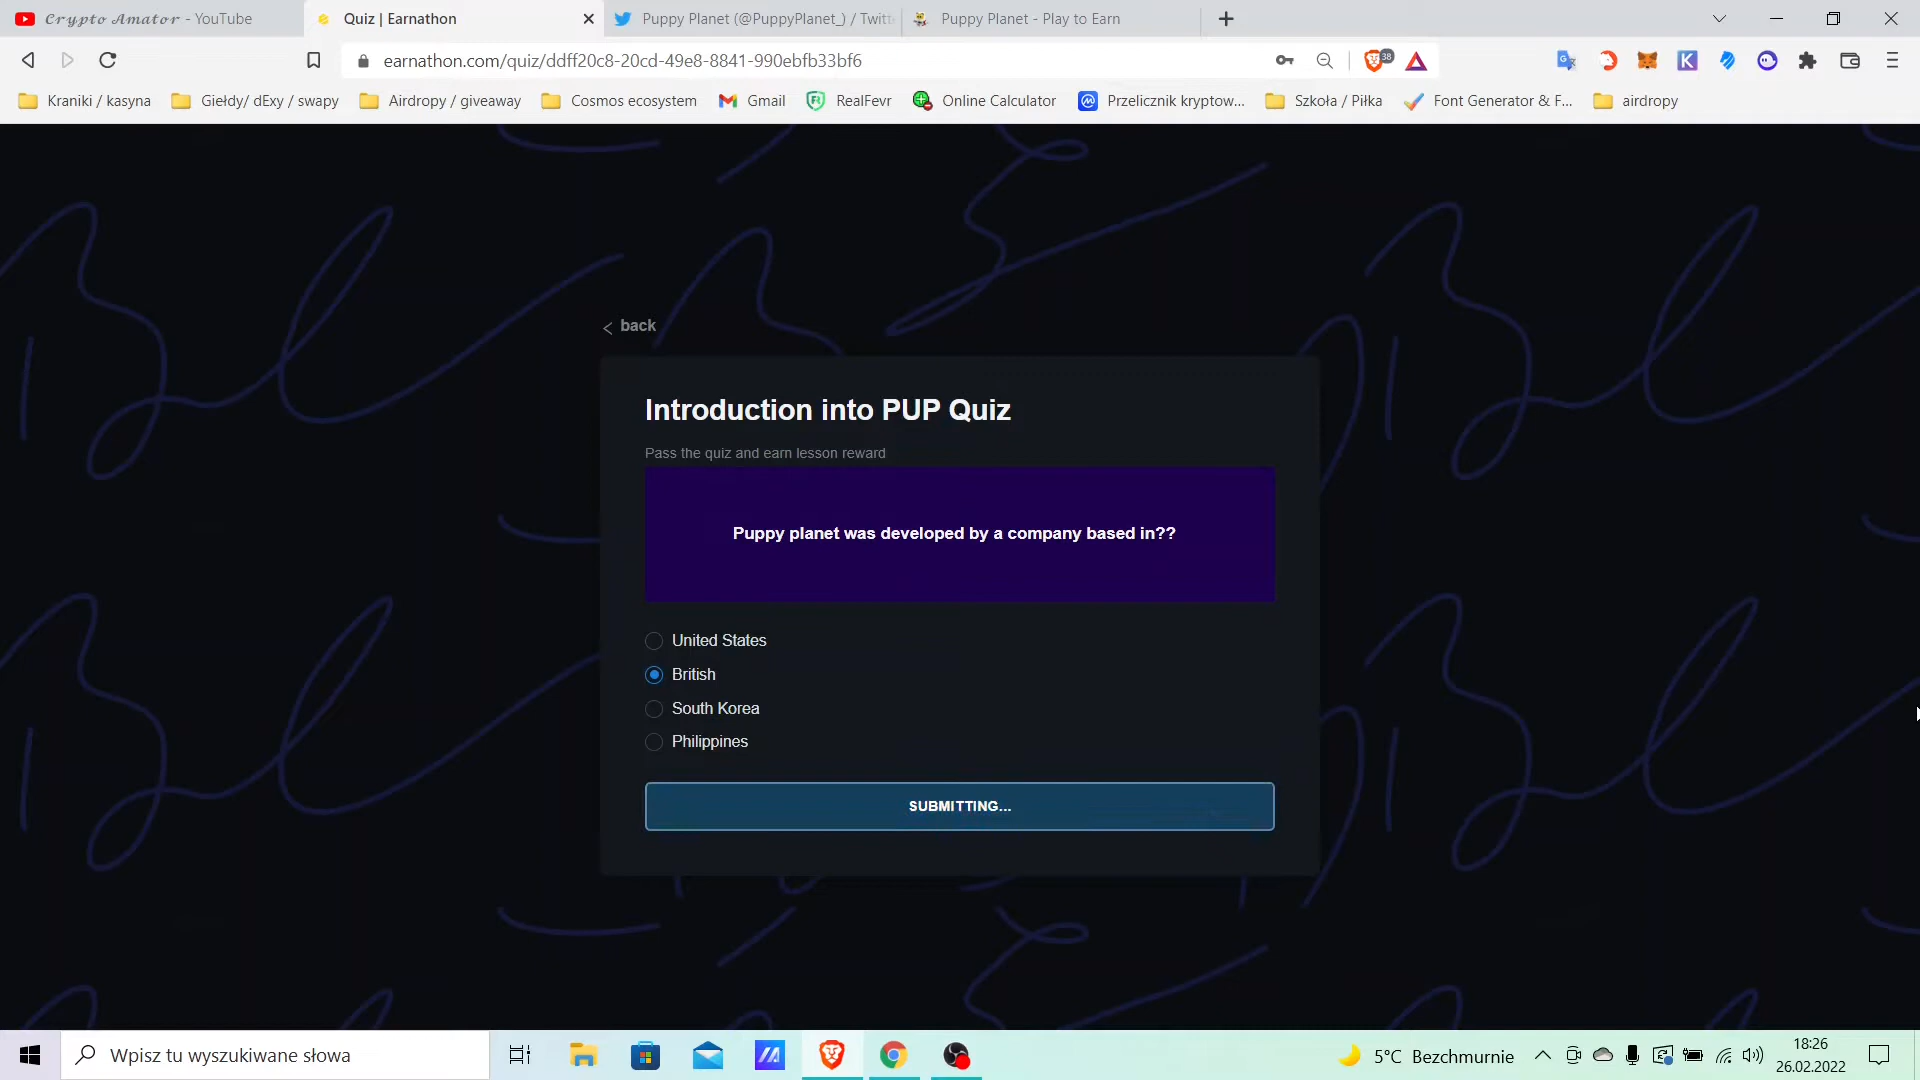 𝓒𝓻𝔂𝓹𝓽𝓸 𝓐𝓶𝓪𝓽𝓸𝓻 - YouTube
Quiz | Earnathon
Puppy Planet (@PuppyPlanet_) / Twitt
Puppy Planet - Play to Earn
earnathon.com/quiz/ddff20c8-20cd-49e8-8841-990ebfb33bf6
38
Kraniki / kasyna
Giełdy/ dExy / swapy
Airdropy / giveaway
Cosmos ecosystem
Gmail
RealFevr
Online Calculator
Przelicznik kryptow...
Szkoła / Piłka
Font Generator & F...
airdropy
back
Introduction into PUP Quiz
Pass the quiz and earn lesson reward
Puppy planet was developed by a company based in??
United States
British
South Korea
Philippines
SUBMITTING...
Wpisz tu wyszukiwane słowa
5°C Bezchmurnie
18:26
26.02.2022